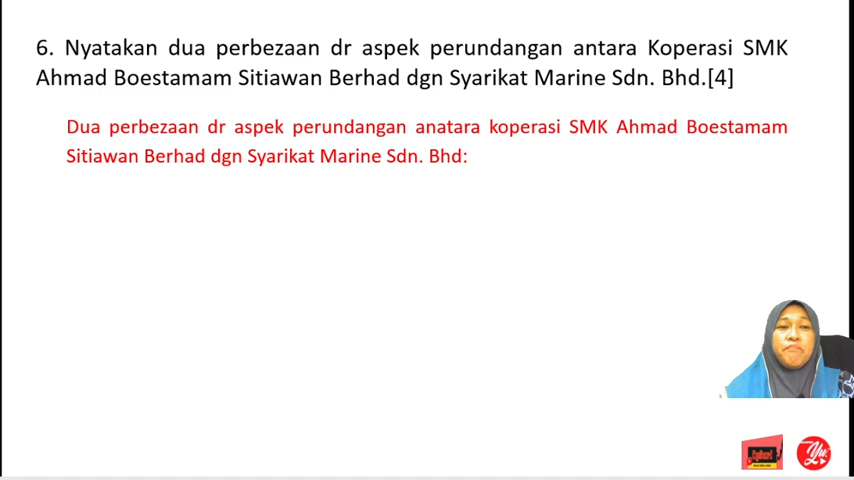 6. Nyatakan dua perbezaan dr aspek perundangan antara Koperasi SMK
Ahmad Boestamam Sitiawan Berhad dgn Syarikat Marine Sdn. Bhd.[4]
Dua perbezaan dr aspek perundangan anatara koperasi SMK Ahmad Boestamam
Sitiawan Berhad dgn Syarikat Marine Sdn. Bhd: